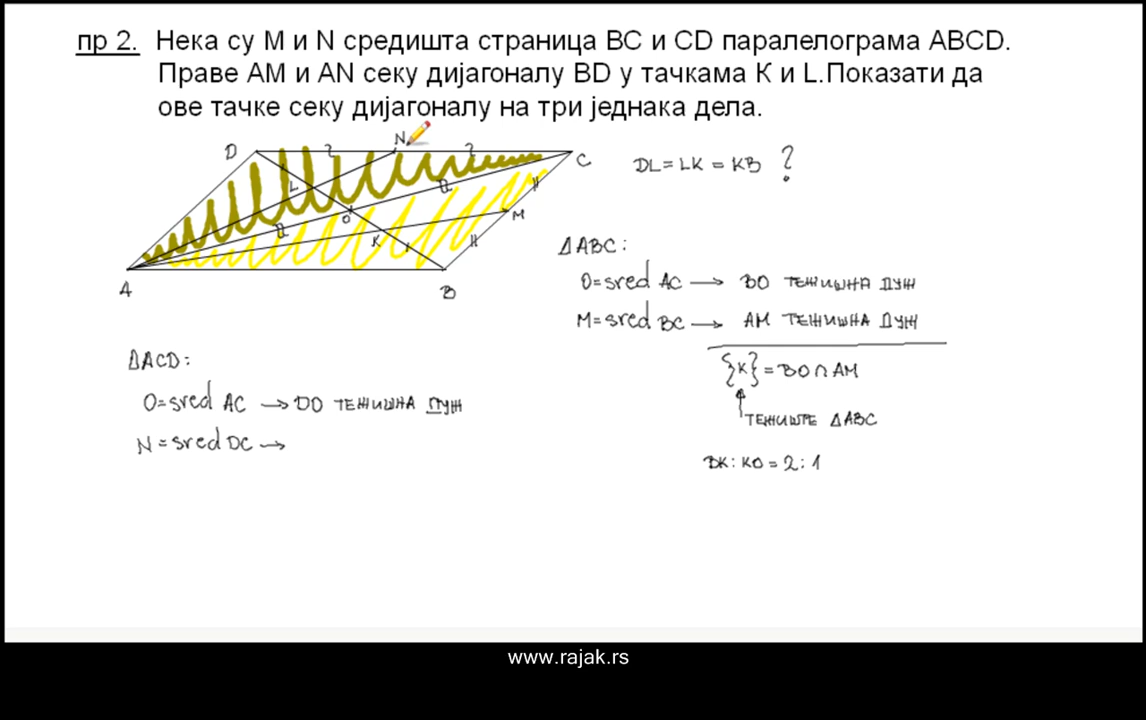 пр 2. Нека су M и N средишта страница BC и CD паралелограма ABCD.
Праве AM и AN секу дијагоналу BD у тачкама K и L.Показати да
ове тачке секу дијагоналу на три једнака дела.
D
N
C
L
O
K
M
A
B
DL = LK = KB ?
ΔABC:
O=sred AC → BO ТЕЖИШНА ДУЖ
M=sred BC → AM ТЕЖИШНА ДУЖ
{K} = BO ∩ AM
ТЕЖИШТЕ ΔABC
BK : KO = 2 : 1
ΔACD:
O=sred AC → DO ТЕЖИШНА ДУЖ
N=sred DC →
www.rajak.rs